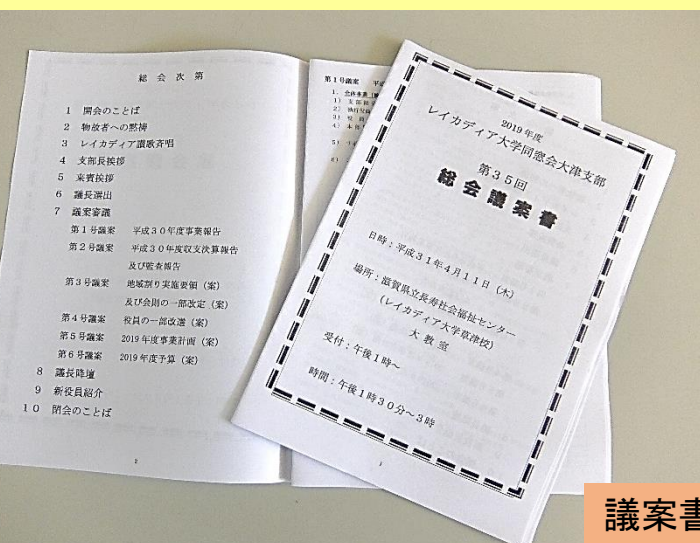 総会次第
1 開会のことば
2 物故者への黙祷
3 レイカディア讃歌斉唱
4 支部長挨拶
5 来賓挨拶
6 議長選出
7 議案審議
第1号議案 平成30年度事業報告
第2号議案 平成30年度収支決算報告
及び監査報告
第3号議案 地域割り実施要領（案）
及び会則の一部改定（案）
第4号議案 役員の一部改選（案）
第5号議案 2019年度事業計画（案）
第6号議案 2019年度予算（案）
8 議長降壇
9 新役員紹介
10 閉会のことば
第1号議案
2019年度
レイカディア大学同窓会大津支部
第35回
総会議案書
日時：平成31年4月11日（木）
場所：滋賀県立長寿社会福祉センター
（レイカディア大学草津校）
大教室
受付：午後1時～
時間：午後1時30分～3時
議案書